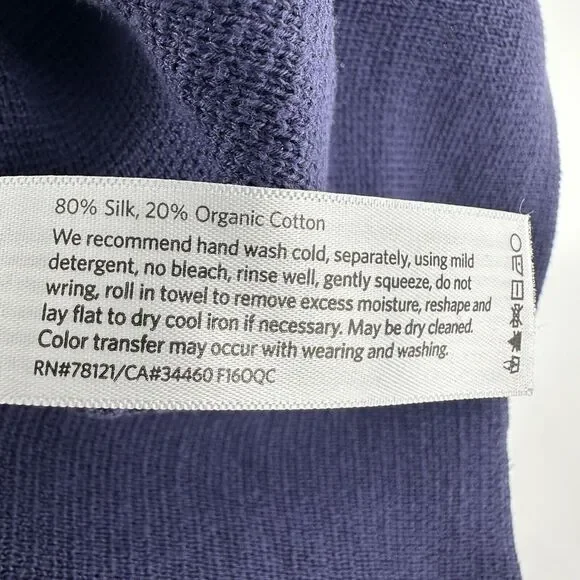 80% Silk, 20% Organic Cotton
We recommend hand wash cold, separately, using mild
detergent, no bleach, rinse well, gently squeeze, do not
wring, roll in towel to remove excess moisture, reshape and
lay flat to dry cool iron if necessary. May be dry cleaned.
Color transfer may occur with wearing and washing.
RN#78121/CA#34460 F16OQC